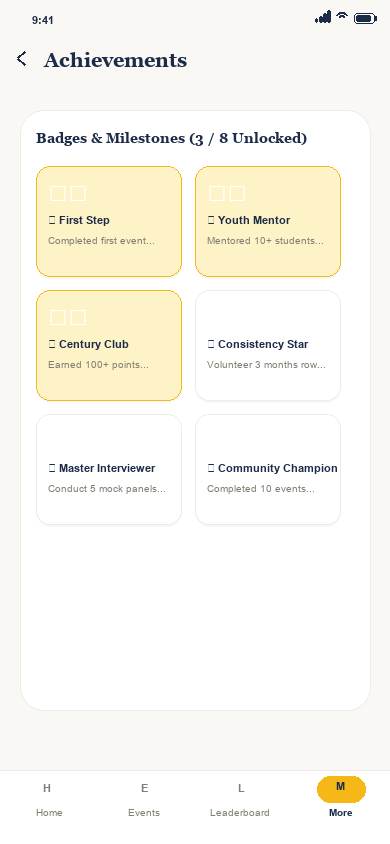 9:41
Achievements
Badges & Milestones (3 / 8 Unlocked)
First Step
Completed first event...
Youth Mentor
Mentored 10+ students...
Century Club
Earned 100+ points...
Consistency Star
Volunteer 3 months row...
Master Interviewer
Conduct 5 mock panels...
Community Champion
Completed 10 events...
H
Home
E
Events
L
Leaderboard
M
More